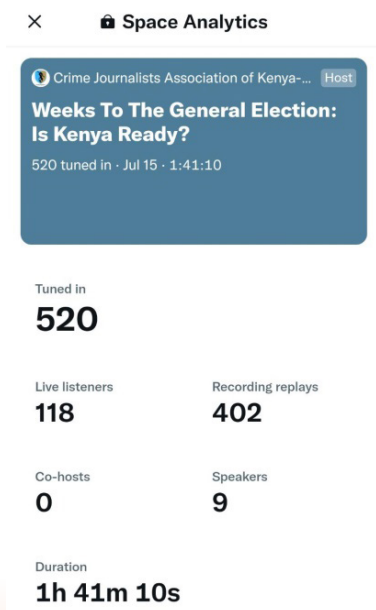 Space Analytics
Crime Journalists Association of Kenya-... Host
Weeks To The General Election:
Is Kenya Ready?
520 tuned in · Jul 15 · 1:41:10
Tuned in
520
Live listeners Recording replays
118 402
Co-hosts Speakers
0 9
Duration
1h 41m 10s